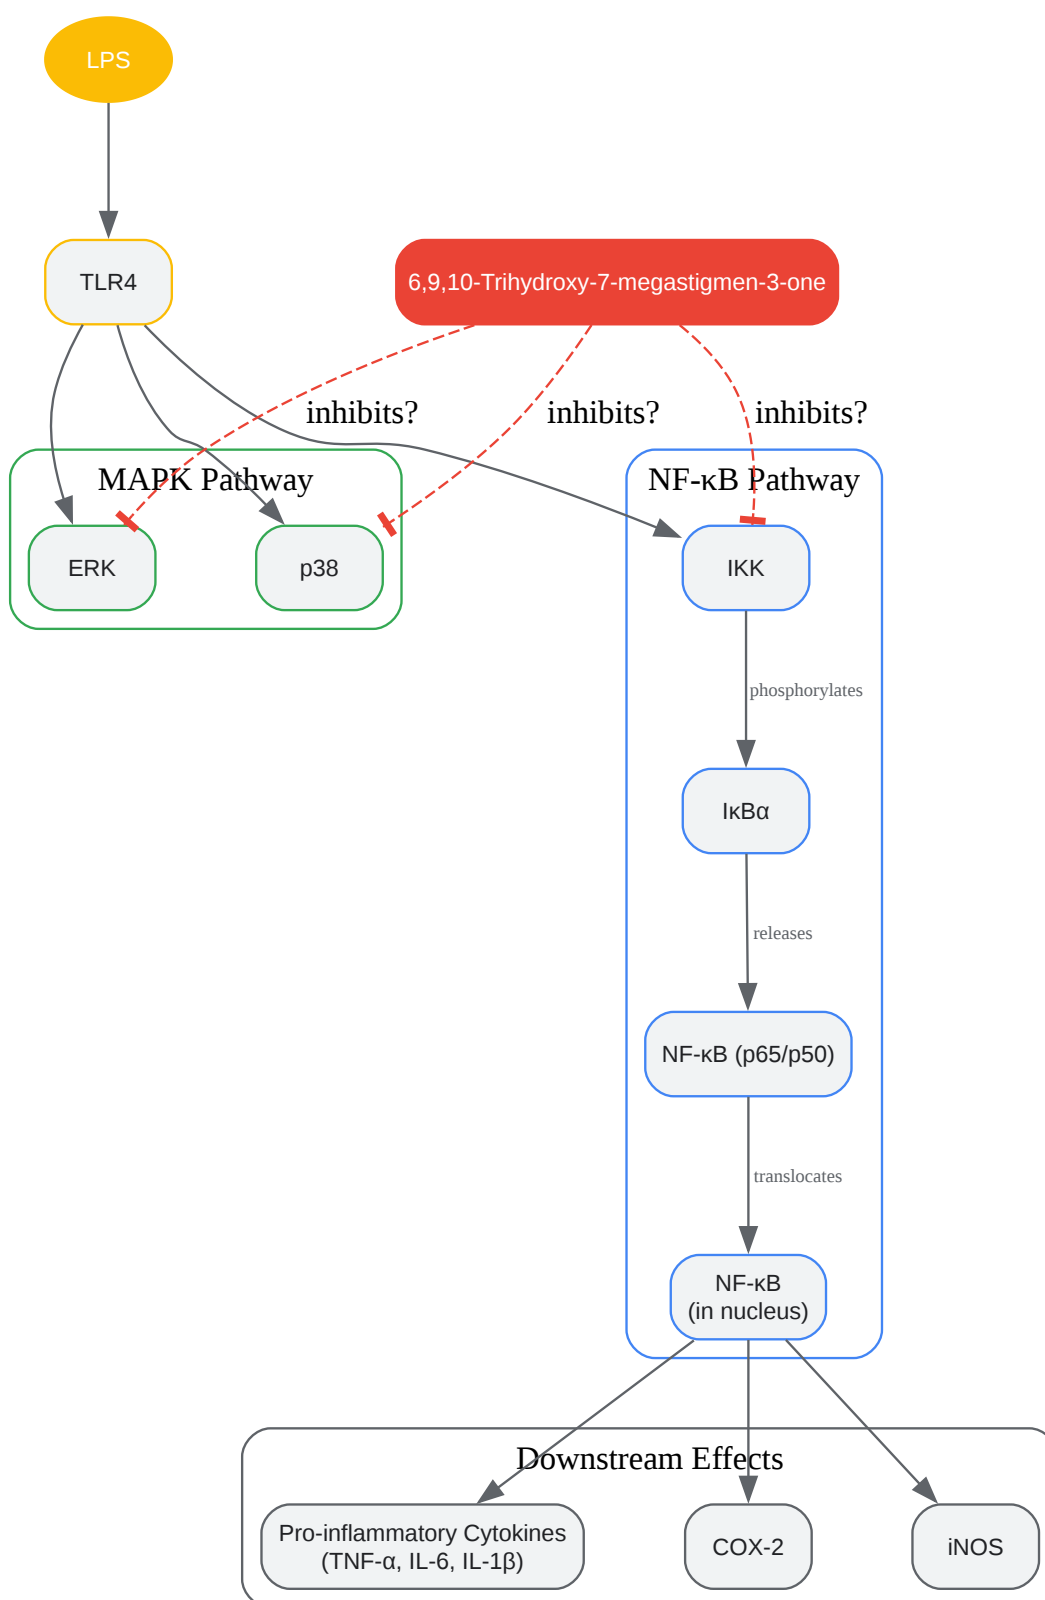 LPS
TLR4
6,9,10-Trihydroxy-7-megastigmen-3-one
inhibits?
inhibits?
inhibits?
MAPK Pathway
NF-κB Pathway
ERK
p38
IKK
phosphorylates
IκBα
releases
NF-κB (p65/p50)
translocates
NF-κB
(in nucleus)
Downstream Effects
Pro-inflammatory Cytokines
(TNF-α, IL-6, IL-1β)
COX-2
iNOS